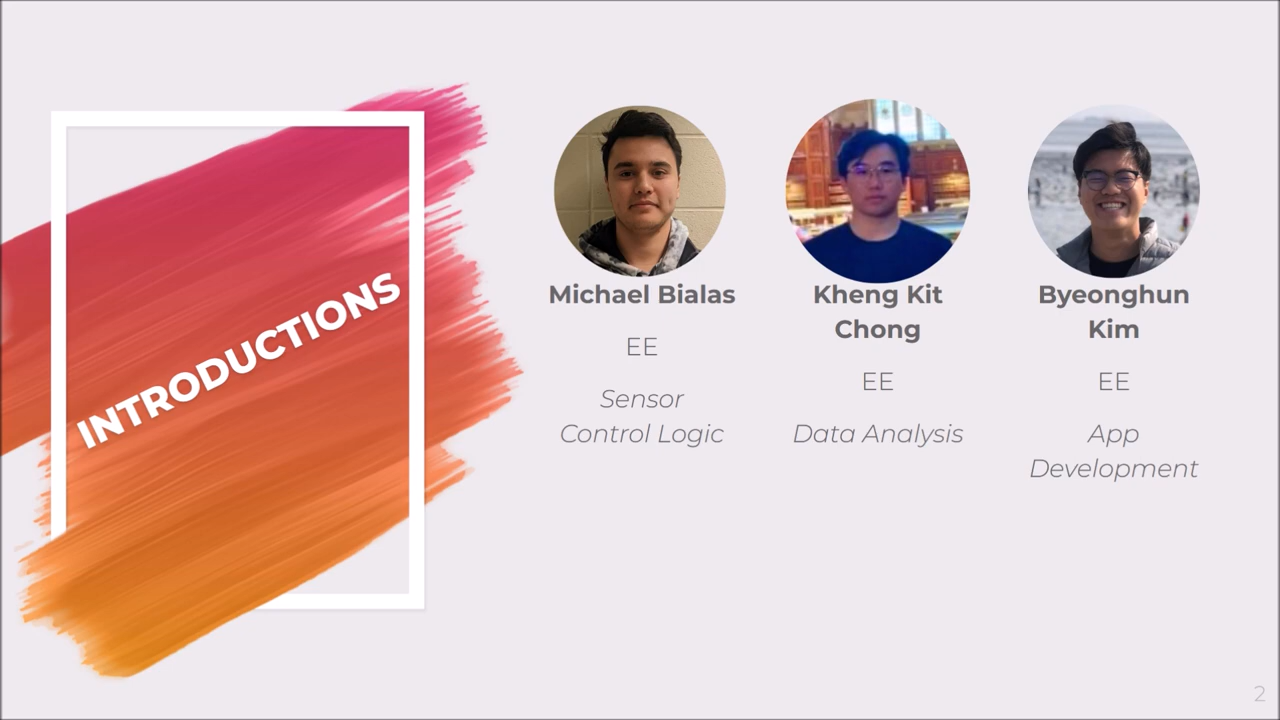 INTRODUCTIONS
Michael Bialas
EE
Sensor
Control Logic
Kheng Kit
Chong
EE
Data Analysis
Byeonghun
Kim
EE
App
Development
2